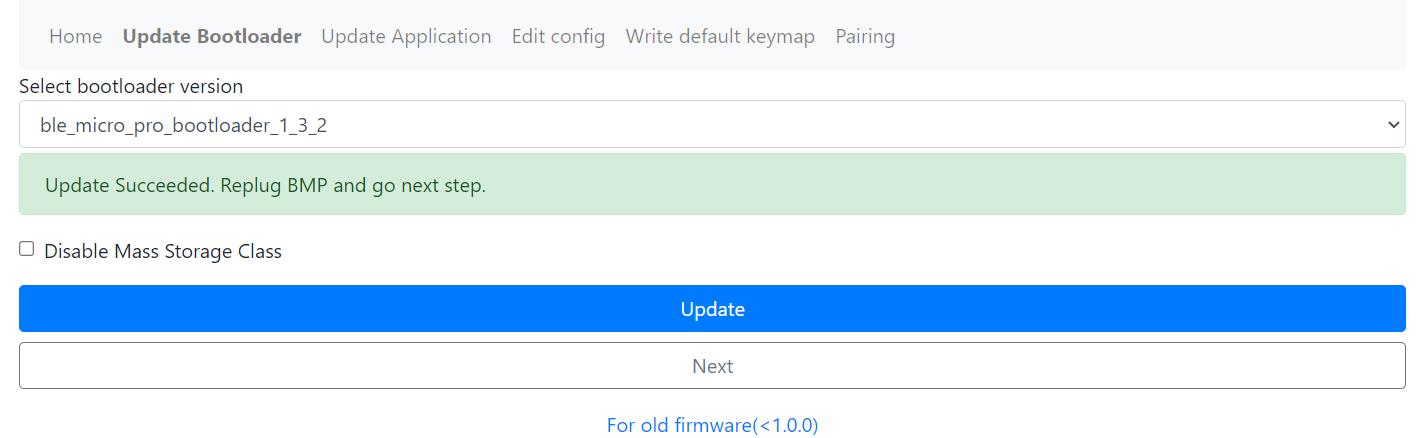 Home Update Bootloader Update Application Edit config Write default keymap Pairing
Select bootloader version
ble_micro_pro_bootloader_1_3_2
Update Succeeded. Replug BMP and go next step.
Disable Mass Storage Class
Update
Next
For old firmware(<1.0.0)